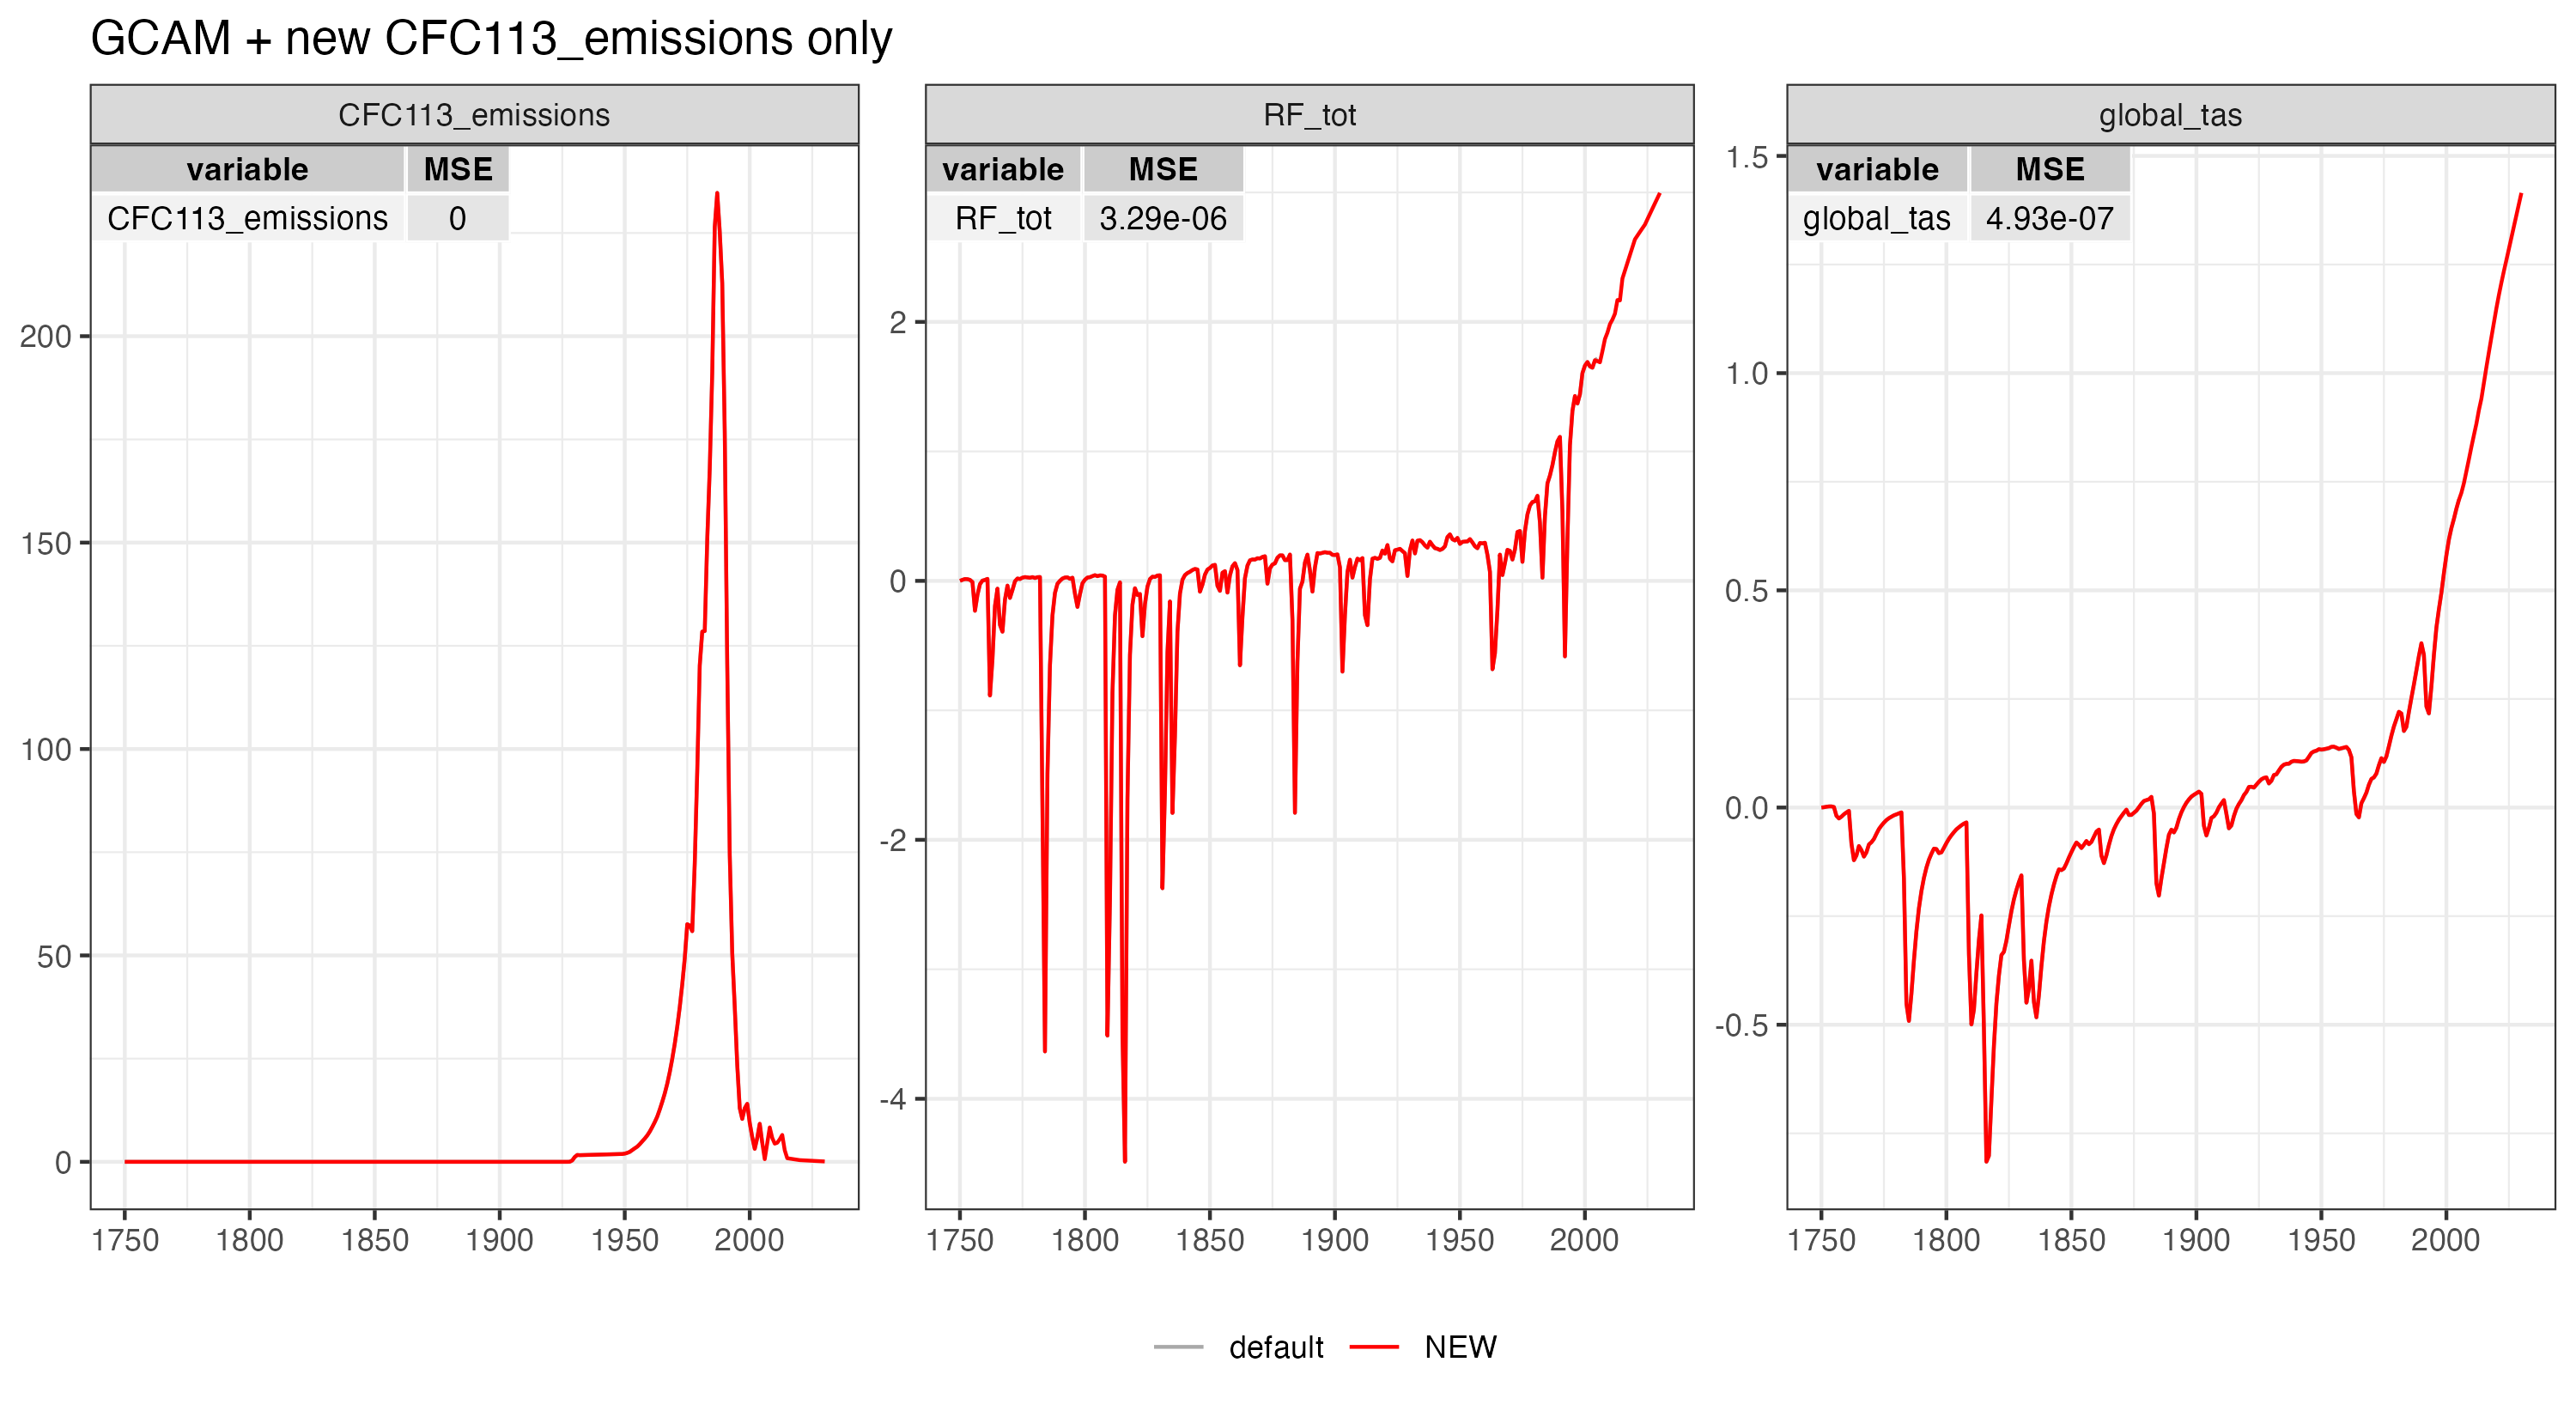 GCAM + new CFC113_emissions only
CFC113_emissions
variable MSE
CFC113_emissions 0
200
150
100
50
0
1750 1800 1850 1900 1950 2000
RF_tot
variable MSE
RF_tot 3.29e-06
2
0
-2
-4
1750 1800 1850 1900 1950 2000
global_tas
variable MSE
global_tas 4.93e-07
1.5
1.0
0.5
0.0
-0.5
1750 1800 1850 1900 1950 2000
default NEW